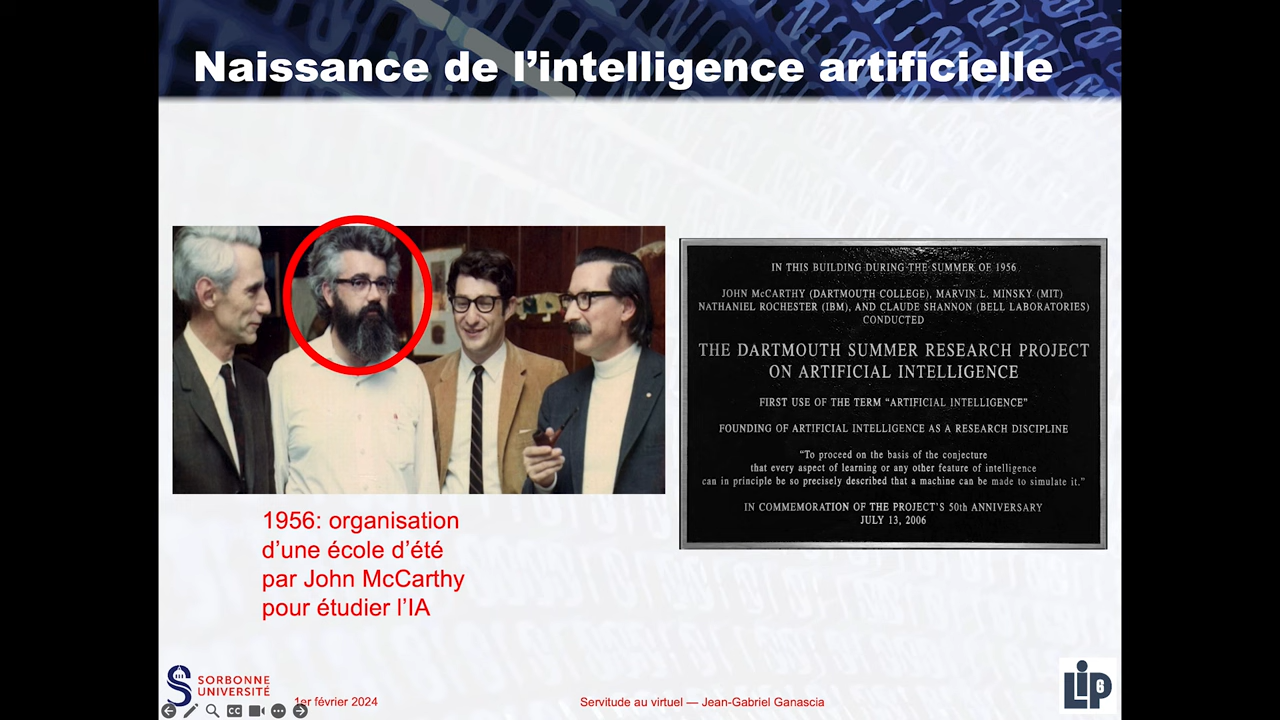 Naissance de l’intelligence artificielle
IN THIS BUILDING DURING THE SUMMER OF 1956
JOHN McCARTHY (DARTMOUTH COLLEGE), MARVIN L. MINSKY (MIT)
NATHANIEL ROCHESTER (IBM), AND CLAUDE SHANNON (BELL LABORATORIES)
CONDUCTED
THE DARTMOUTH SUMMER RESEARCH PROJECT
ON ARTIFICIAL INTELLIGENCE
FIRST USE OF THE TERM “ARTIFICIAL INTELLIGENCE”
FOUNDING OF ARTIFICIAL INTELLIGENCE AS A RESEARCH DISCIPLINE
“To proceed on the basis of the conjecture
that every aspect of learning or any other feature of intelligence
can in principle be so precisely described that a machine can be made to simulate it.”
IN COMMEMORATION OF THE PROJECT’S 50th ANNIVERSARY
JULY 13, 2006
1956: organisation
d’une école d’été
par John McCarthy
pour étudier l’IA
SORBONNE
UNIVERSITÉ
1er février 2024
Servitude au virtuel — Jean-Gabriel Ganascia
LIP6
CC